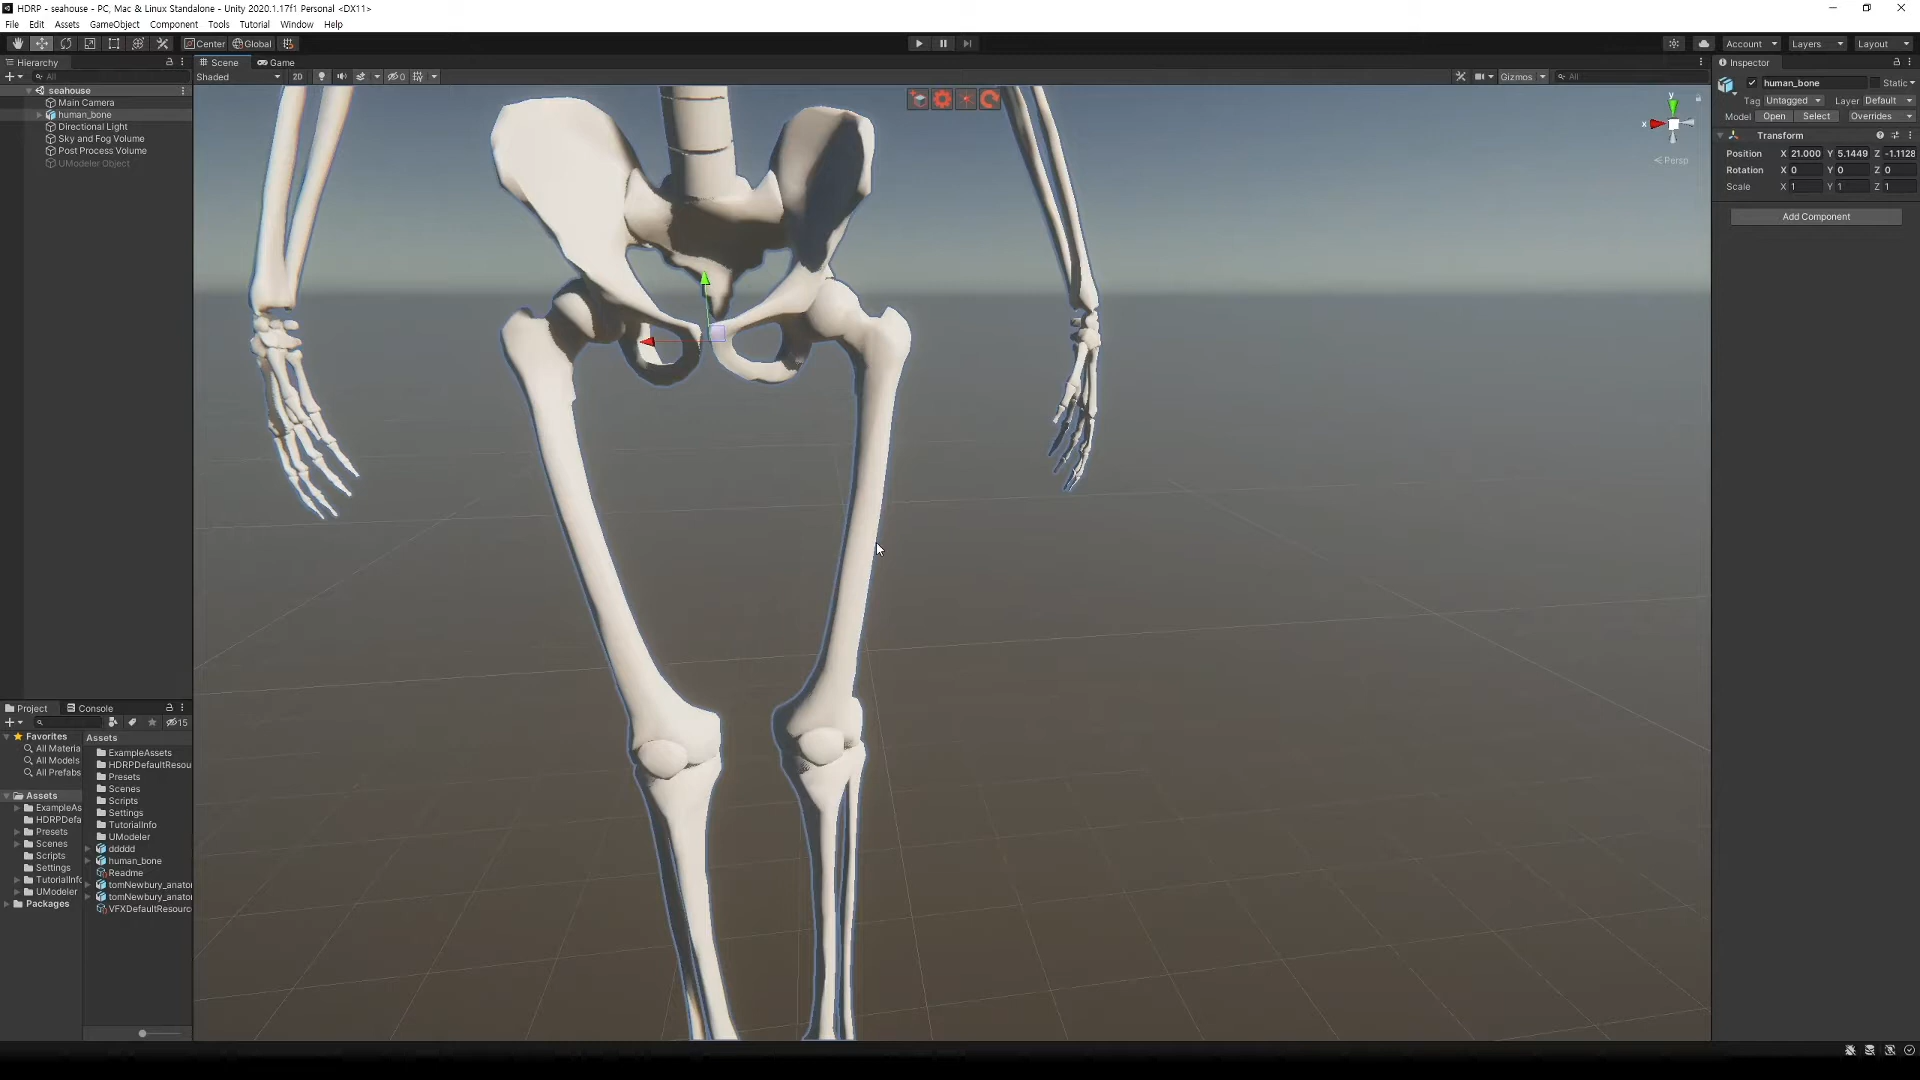 HDRP - seahouse - PC, Mac & Linux Standalone - Unity 2020.1.17f1 Personal <DX11>
File Edit Assets GameObject Component Tools Tutorial Window Help
Center Global
Account Layers Layout
Hierarchy
All
seahouse
Main Camera
human_bone
Directional Light
Sky and Fog Volume
Post Process Volume
UModeler Object
Scene Game
Shaded 2D 0 Gizmos All
y
x
Persp
Inspector
human_bone Static
Tag Untagged Layer Default
Model Open Select Overrides
Transform
Position X 21.000 Y 5.1449 Z -1.1128
Rotation X 0 Y 0 Z 0
Scale X 1 Y 1 Z 1
Add Component
Project Console
15
Favorites
All Materia
All Models
All Prefabs
Assets
ExampleAs
HDRPDefa
Presets
Scenes
Scripts
Settings
TutorialInfo
UModeler
Packages
Assets
ExampleAssets
HDRPDefaultResou
Presets
Scenes
Scripts
Settings
TutorialInfo
UModeler
ddddd
human_bone
Readme
tomNewbury_anator
tomNewbury_anator
VFXDefaultResourc